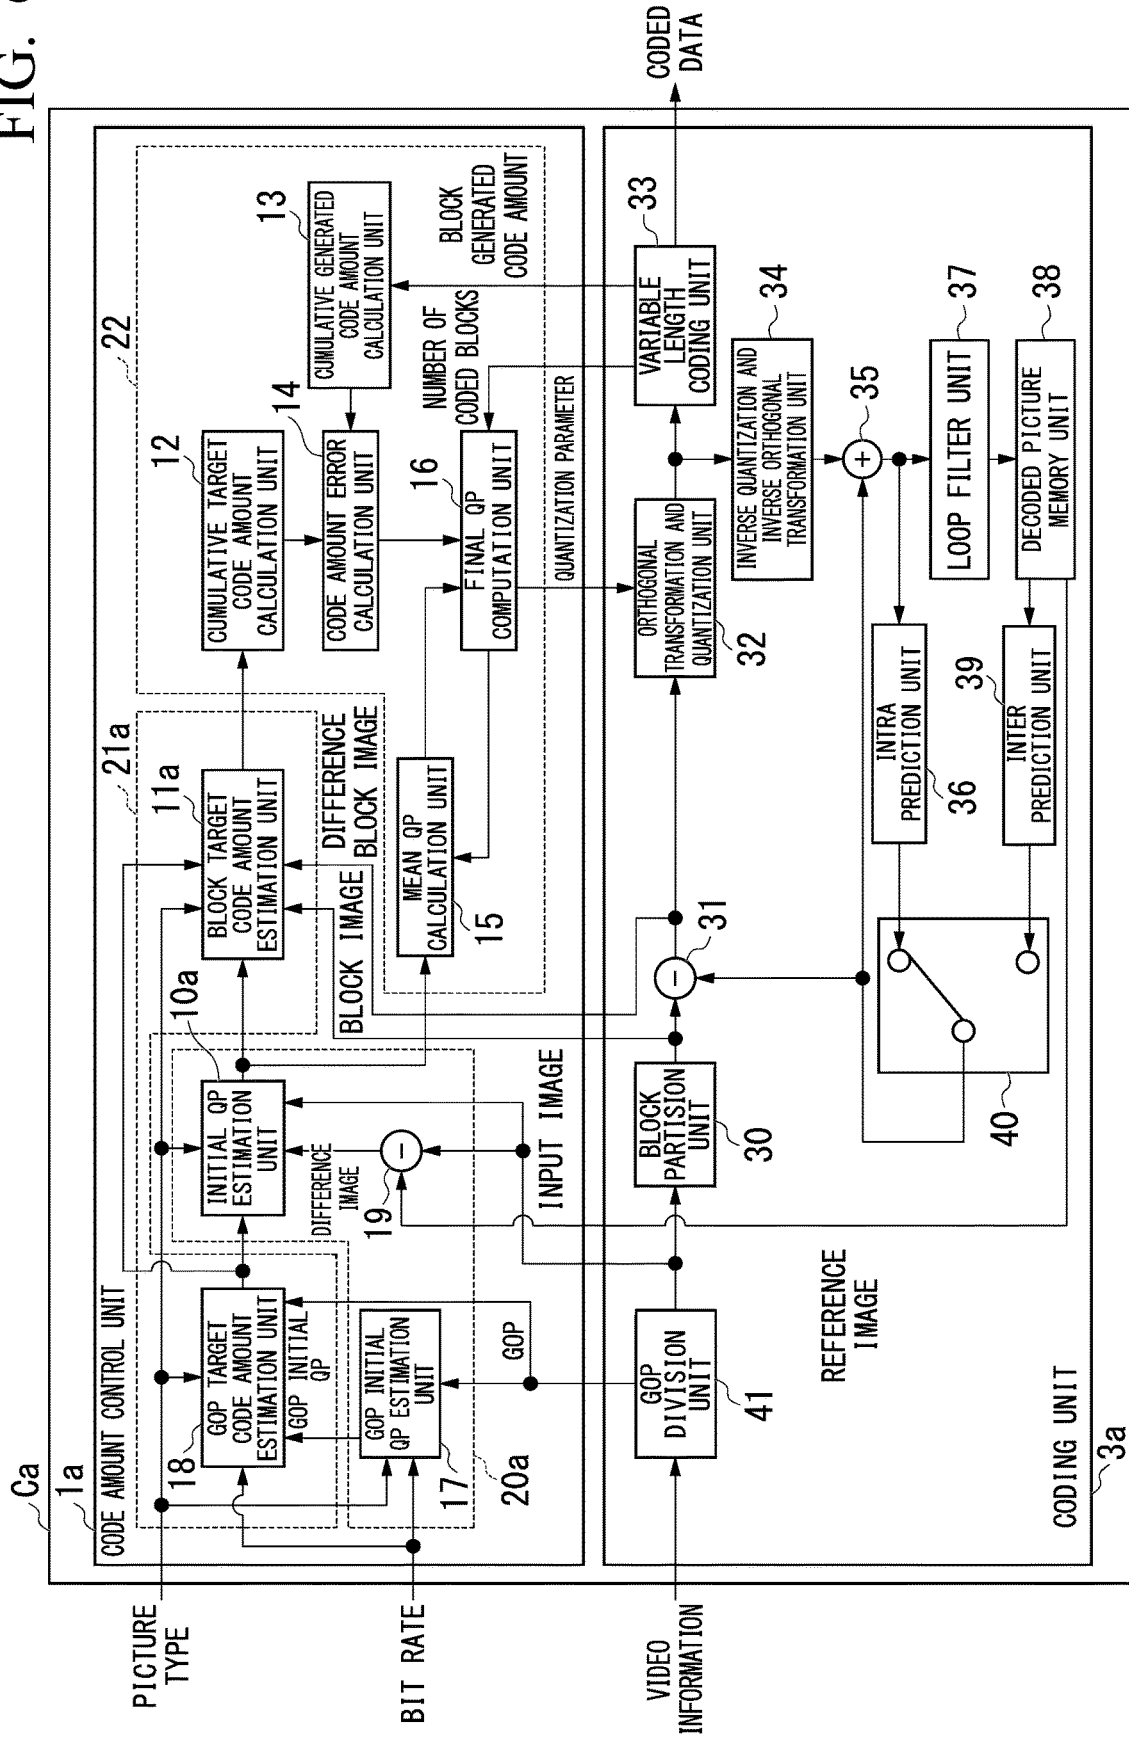 FIG.
Ca
1a
CODE AMOUNT CONTROL UNIT
PICTURE
TYPE
BIT RATE
VIDEO
INFORMATION
18
GOP TARGET
CODE AMOUNT
ESTIMATION UNIT
GOP INITIAL
QP
GOP INITIAL
QP ESTIMATION
UNIT
17
20a
GOP
10a
INITIAL QP
ESTIMATION
UNIT
DIFFERENCE
IMAGE
19
INPUT IMAGE
21a
11a
BLOCK TARGET
CODE AMOUNT
ESTIMATION UNIT
BLOCK IMAGE
DIFFERENCE
BLOCK IMAGE
MEAN QP
CALCULATION UNIT
15
22
12
CUMULATIVE TARGET
CODE AMOUNT
CALCULATION UNIT
14
CODE AMOUNT ERROR
CALCULATION UNIT
13
CUMULATIVE GENERATED
CODE AMOUNT
CALCULATION UNIT
16
FINAL QP
COMPUTATION UNIT
NUMBER OF
CODED BLOCKS
BLOCK
GENERATED
CODE AMOUNT
QUANTIZATION PARAMETER
GOP
DIVISION
UNIT
41
BLOCK
PARTISION
UNIT
30
−
31
ORTHOGONAL
TRANSFORMATION AND
QUANTIZATION UNIT
32
VARIABLE
LENGTH
CODING UNIT
33
CODED
DATA
INVERSE QUANTIZATION AND
INVERSE ORTHOGONAL
TRANSFORMATION UNIT
34
+
35
LOOP FILTER UNIT
37
DECODED PICTURE
MEMORY UNIT
38
INTRA
PREDICTION UNIT
36
INTER
PREDICTION UNIT
39
40
REFERENCE
IMAGE
CODING UNIT
3a
−